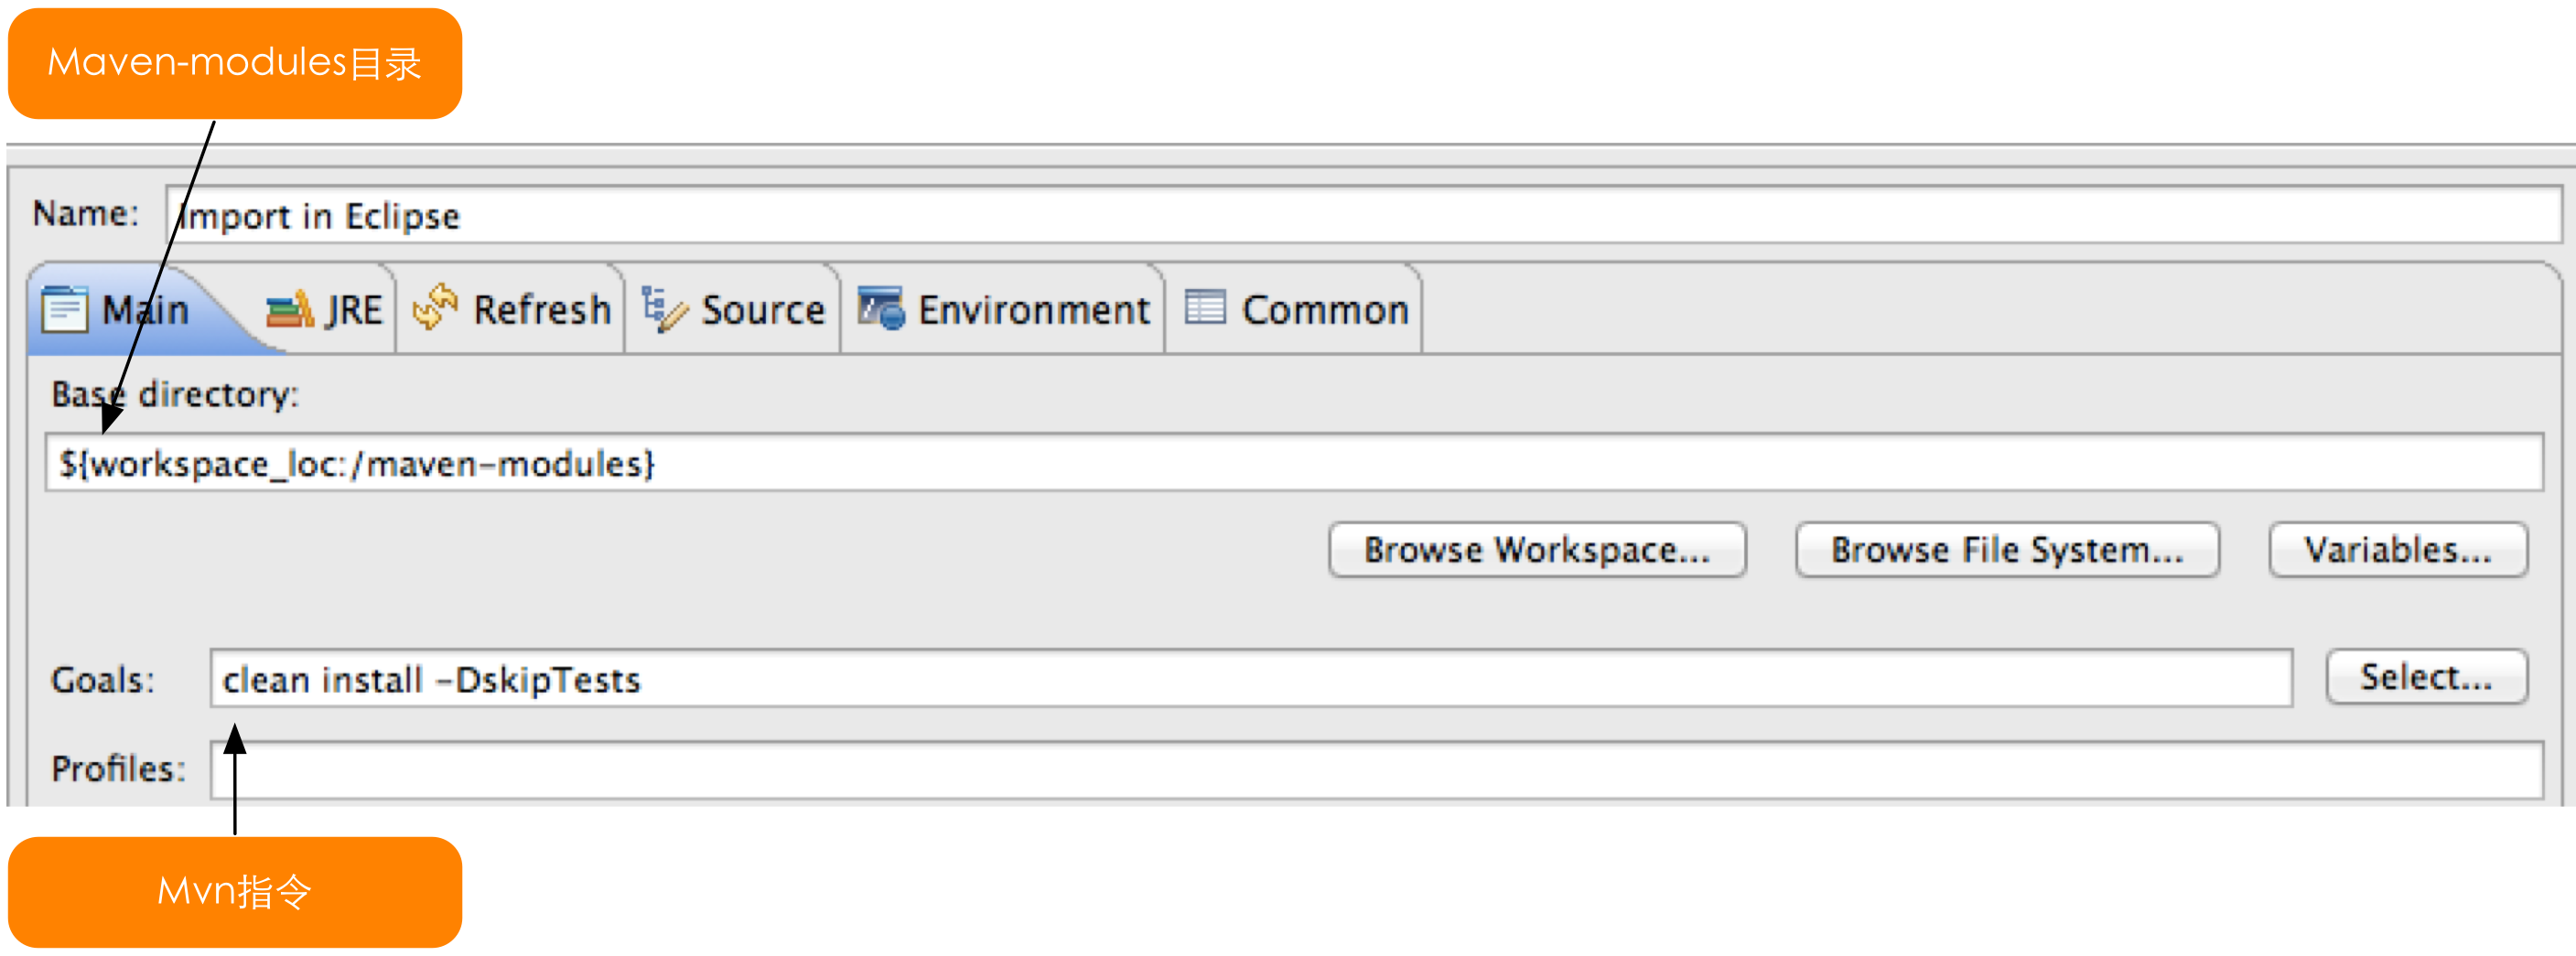 Maven-modules目录
Name: Import in Eclipse
Main JRE Refresh Source Environment Common
Base directory:
${workspace_loc:/maven-modules}
Browse Workspace... Browse File System... Variables...
Goals: clean install -DskipTests Select...
Profiles:
Mvn指令